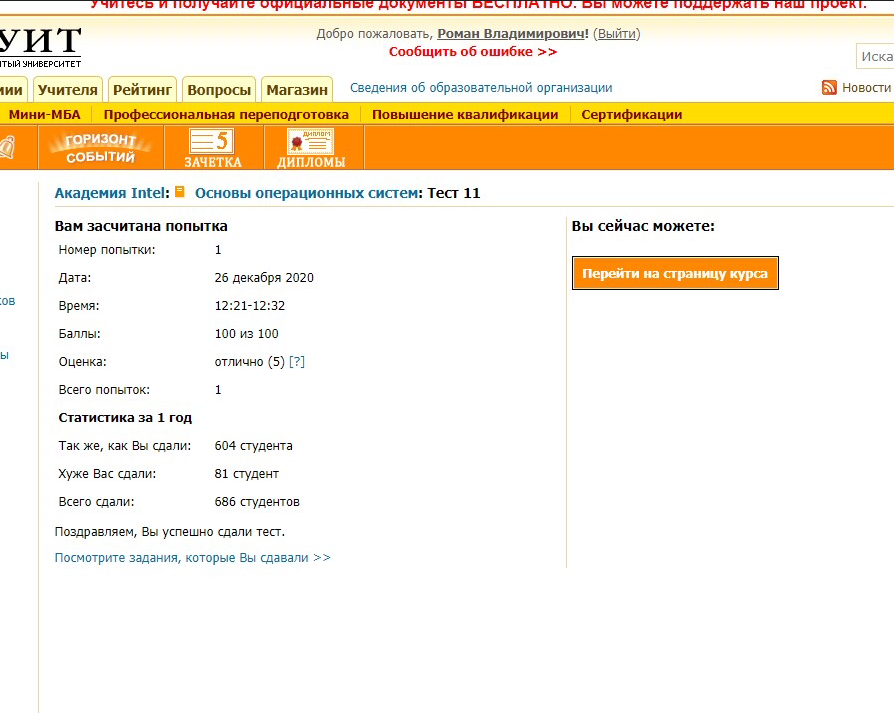 Учитесь и получайте официальные документы БЕСПЛАТНО. Вы можете поддержать наш проект.
УИТ
Добро пожаловать, Роман Владимирович! (Выйти)
Сообщить об ошибке >>
Иска
Учителя
Рейтинг
Вопросы
Магазин
Сведения об образовательной организации
Новости
Мини-МБА
Профессиональная переподготовка
Повышение квалификации
Сертификации
ГОРИЗОНТ СОБЫТИЙ
5
ЗАЧЕТКА
ДИПЛОМ
ДИПЛОМЫ
Академия Intel: Основы операционных систем: Тест 11
Вам засчитана попытка
Номер попытки: 1
Дата: 26 декабря 2020
Время: 12:21-12:32
Баллы: 100 из 100
Оценка: отлично (5) [?]
Всего попыток: 1
Статистика за 1 год
Так же, как Вы сдали: 604 студента
Хуже Вас сдали: 81 студент
Всего сдали: 686 студентов
Поздравляем, Вы успешно сдали тест.
Посмотрите задания, которые Вы сдавали >>
Вы сейчас можете:
Перейти на страницу курса